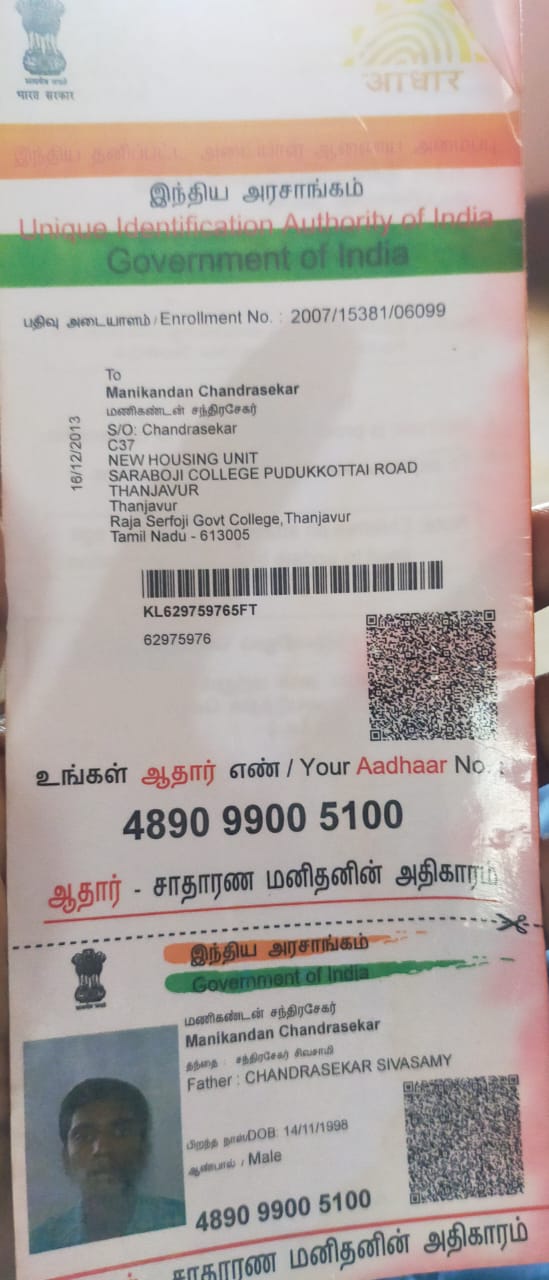 भारत सरकार
आधार
இந்திய அரசாங்கம்
Unique Identification Authority of India
Government of India
பதிவு அடையாளம் / Enrollment No. : 2007/15381/06099
16/12/2013
To
Manikandan Chandrasekar
மணிகண்டன் சந்திரசேகர்
S/O: Chandrasekar
C37
NEW HOUSING UNIT
SARABOJI COLLEGE PUDUKKOTTAI ROAD
THANJAVUR
Thanjavur
Raja Serfoji Govt College,Thanjavur
Tamil Nadu - 613005
KL629759765FT
62975976
உங்கள் ஆதார் எண் / Your Aadhaar No. :
4890 9900 5100
ஆதார் - சாதாரண மனிதனின் அதிகாரம்
இந்திய அரசாங்கம்
Government of India
மணிகண்டன் சந்திரசேகர்
Manikandan Chandrasekar
தந்தை : சந்திரசேகர் சிவசாமி
Father : CHANDRASEKAR SIVASAMY
பிறந்த நாள்/DOB: 14/11/1998
ஆண்பால் / Male
4890 9900 5100
சாதாரண மனிதனின் அதிகாரம்